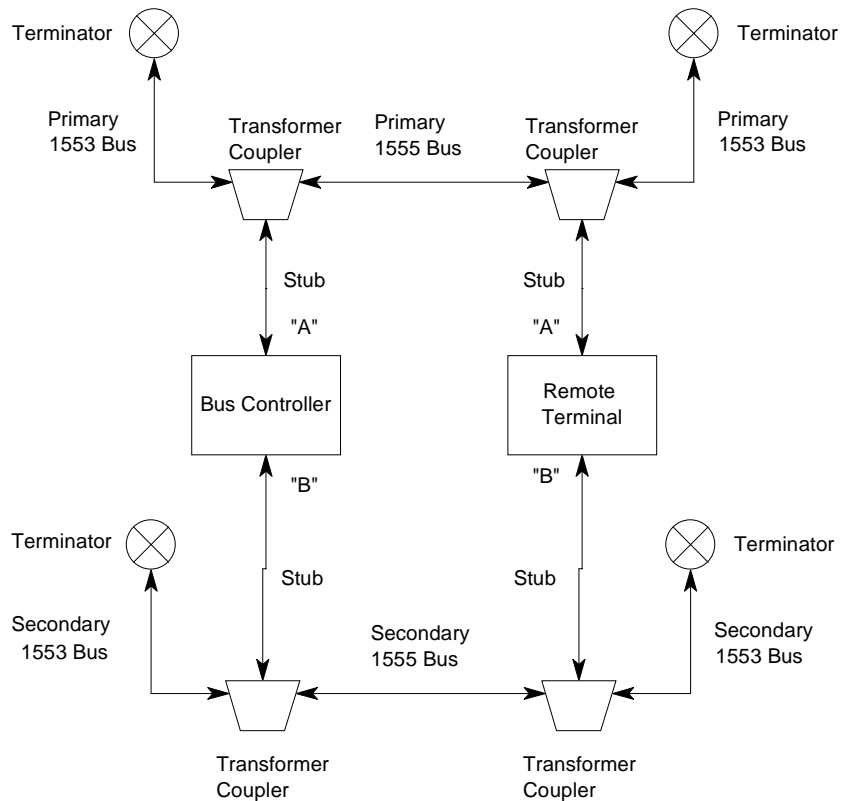 Terminator
Terminator
Primary
1553 Bus
Transformer
Coupler
Primary
1555 Bus
Transformer
Coupler
Primary
1553 Bus
Stub
Stub
"A"
"A"
Bus Controller
Remote
Terminal
"B"
"B"
Terminator
Terminator
Stub
Stub
Secondary
1553 Bus
Secondary
1555 Bus
Secondary
1553 Bus
Transformer
Coupler
Transformer
Coupler